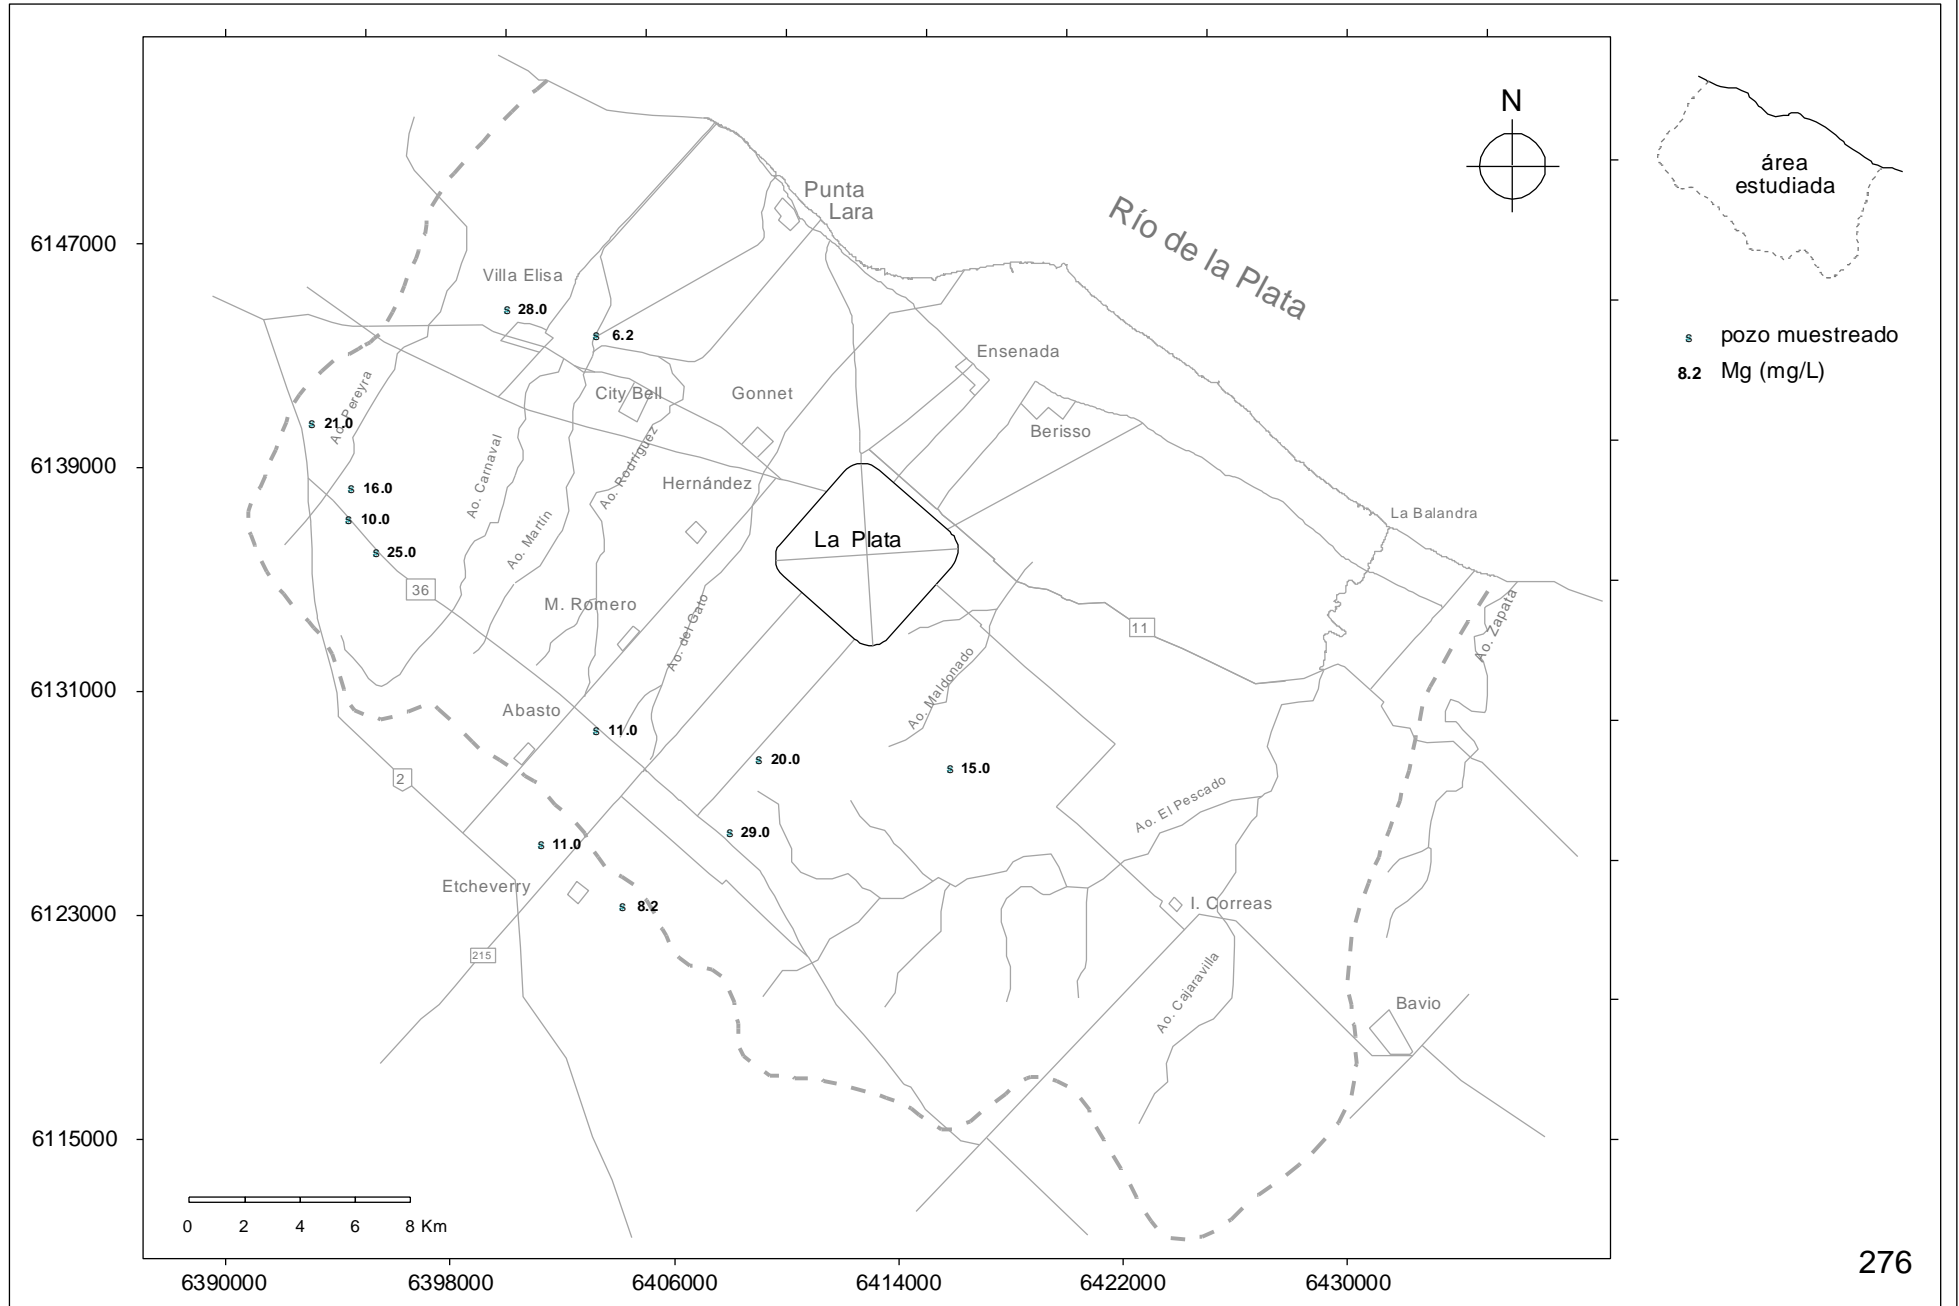 N
área
estudiada
Punta
Lara
Río de la Plata
6147000
Villa Elisa
s 28.0
s 6.2
s pozo muestreado
8.2 Mg (mg/L)
Ensenada
City Bell
Gonnet
Ao. Pereyra
s 21.0
Berisso
6139000
Ao. Carnaval
Ao. Rodríguez
Hernández
s 16.0
s 10.0
La Balandra
Ao. Martín
La Plata
s 25.0
36
M. Romero
Ao. del Gato
11
Ao. Zapata
Ao. Maldonado
6131000
Abasto
s 11.0
s 20.0
s 15.0
2
Ao. El Pescado
s 29.0
s 11.0
Etcheverry
s 8.2
I. Correas
6123000
215
Ao. Cajaravilla
Bavio
6115000
0 2 4 6 8 Km
276
6390000 6398000 6406000 6414000 6422000 6430000